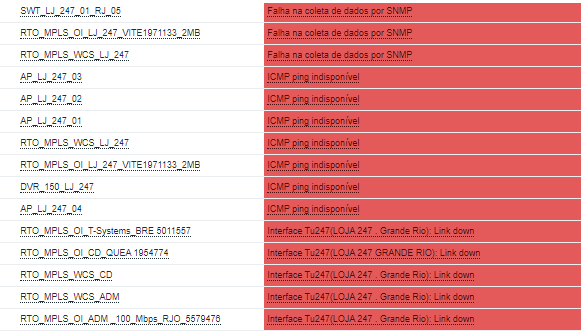 SWT_LJ_247_01_RJ_05 Falha na coleta de dados por SNMP
RTO_MPLS_OI_LJ_247_VITE1971133_2MB Falha na coleta de dados por SNMP
RTO_MPLS_WCS_LJ_247 Falha na coleta de dados por SNMP
AP_LJ_247_03 ICMP ping indisponível
AP_LJ_247_02 ICMP ping indisponível
AP_LJ_247_01 ICMP ping indisponível
RTO_MPLS_WCS_LJ_247 ICMP ping indisponível
RTO_MPLS_OI_LJ_247_VITE1971133_2MB ICMP ping indisponível
DVR_150_LJ_247 ICMP ping indisponível
AP_LJ_247_04 ICMP ping indisponível
RTO_MPLS_OI_T-Systems_BRE 5011557 Interface Tu247(LOJA 247 . Grande Rio): Link down
RTO_MPLS_OI_CD_QUEA 1954774 Interface Tu247(LOJA 247 GRANDE RIO): Link down
RTO_MPLS_WCS_CD Interface Tu247(LOJA 247 . Grande Rio): Link down
RTO_MPLS_WCS_ADM Interface Tu247(LOJA 247 . Grande Rio): Link down
RTO_MPLS_OI_ADM _100_Mbps_RJO_5579476 Interface Tu247(LOJA 247 . Grande Rio): Link down